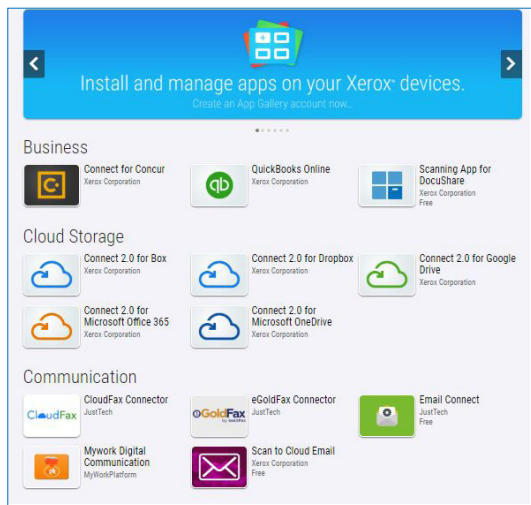 Install and manage apps on your Xerox® devices.
Create an App Gallery account now...
Business
Connect for Concur
Xerox Corporation
QuickBooks Online
Xerox Corporation
Scanning App for
DocuShare
Xerox Corporation
Free
Cloud Storage
Connect 2.0 for Box
Xerox Corporation
Connect 2.0 for Dropbox
Xerox Corporation
Connect 2.0 for Google
Drive
Xerox Corporation
Connect 2.0 for
Microsoft Office 365
Xerox Corporation
Connect 2.0 for
Microsoft OneDrive
Xerox Corporation
Communication
CloudFax
CloudFax Connector
JustTech
GoldFax
by GoldFax
eGoldFax Connector
JustTech
Email Connect
JustTech
Free
Mywork Digital
Communication
MyWorkPlatform
Scan to Cloud Email
Xerox Corporation
Free